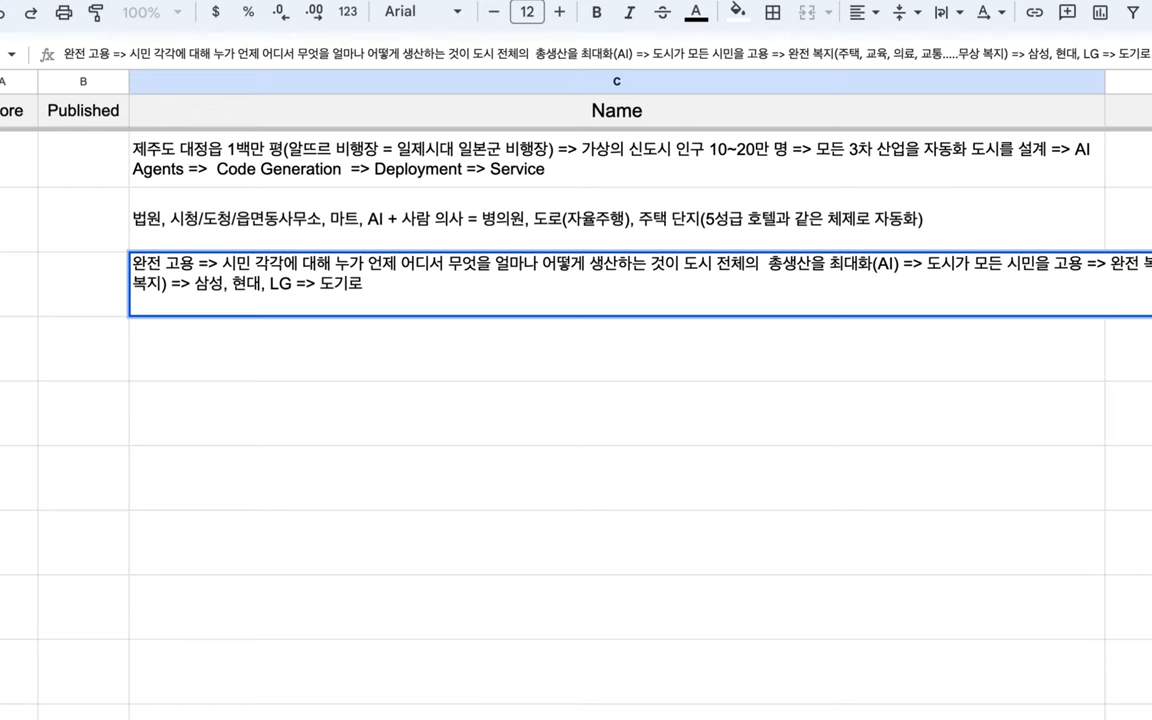 100%
$ % .0 .00 123 Arial 12 B I A
fx 완전 고용 => 시민 각각에 대해 누가 언제 어디서 무엇을 얼마나 어떻게 생산하는 것이 도시 전체의  총생산을 최대화(AI) => 도시가 모든 시민을 고용 => 완전 복지(주택, 교육, 의료, 교통.....무상 복지) => 삼성, 현대, LG => 도기로
A B C
ore Published Name
제주도 대정읍 1백만 평(알뜨르 비행장 = 일제시대 일본군 비행장) => 가상의 신도시 인구 10~20만 명 => 모든 3차 산업을 자동화 도시를 설계 => AI
Agents =>  Code Generation  => Deployment => Service
법원, 시청/도청/읍면동사무소, 마트, AI + 사람 의사 = 병의원, 도로(자율주행), 주택 단지(5성급 호텔과 같은 체제로 자동화)
완전 고용 => 시민 각각에 대해 누가 언제 어디서 무엇을 얼마나 어떻게 생산하는 것이 도시 전체의  총생산을 최대화(AI) => 도시가 모든 시민을 고용 => 완전
복지) => 삼성, 현대, LG => 도기로